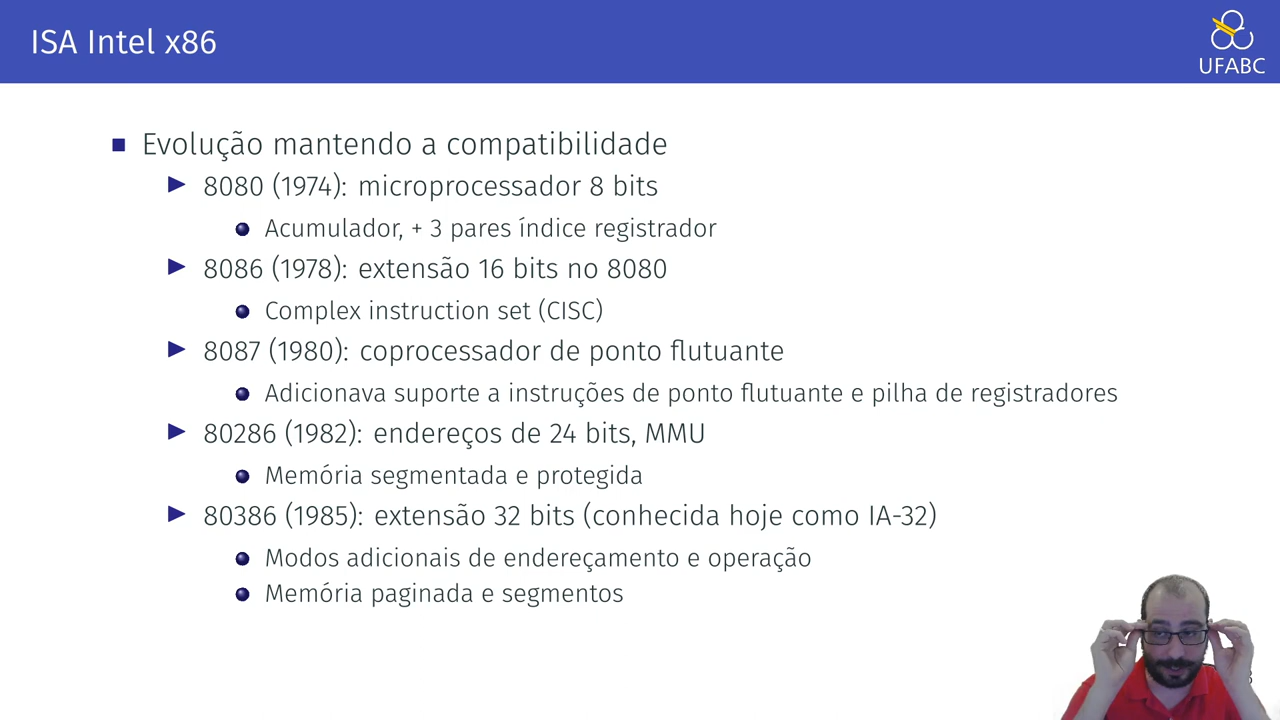 ISA Intel x86
UFABC
Evolução mantendo a compatibilidade
8080 (1974): microprocessador 8 bits
Acumulador, + 3 pares índice registrador
8086 (1978): extensão 16 bits no 8080
Complex instruction set (CISC)
8087 (1980): coprocessador de ponto flutuante
Adicionava suporte a instruções de ponto flutuante e pilha de registradores
80286 (1982): endereços de 24 bits, MMU
Memória segmentada e protegida
80386 (1985): extensão 32 bits (conhecida hoje como IA-32)
Modos adicionais de endereçamento e operação
Memória paginada e segmentos